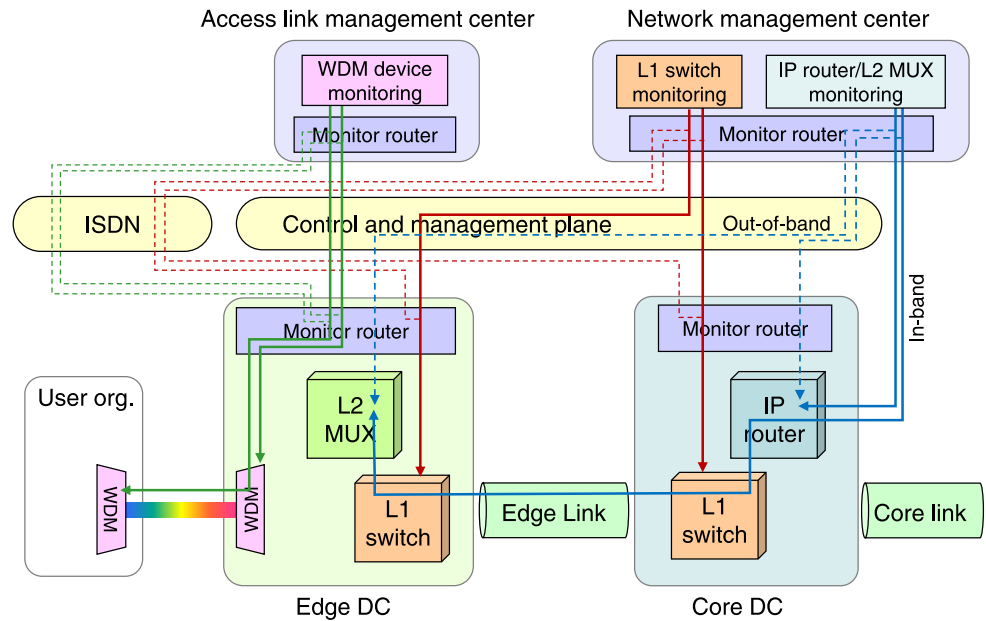 Access link management center
Network management center
WDM device
monitoring
L1 switch
monitoring
IP router/L2 MUX
monitoring
Monitor router
Monitor router
ISDN
Control and management plane
Out-of-band
In-band
Monitor router
Monitor router
User org.
L2
MUX
IP
router
WDM
WDM
L1
switch
Edge Link
L1
switch
Core link
Edge DC
Core DC